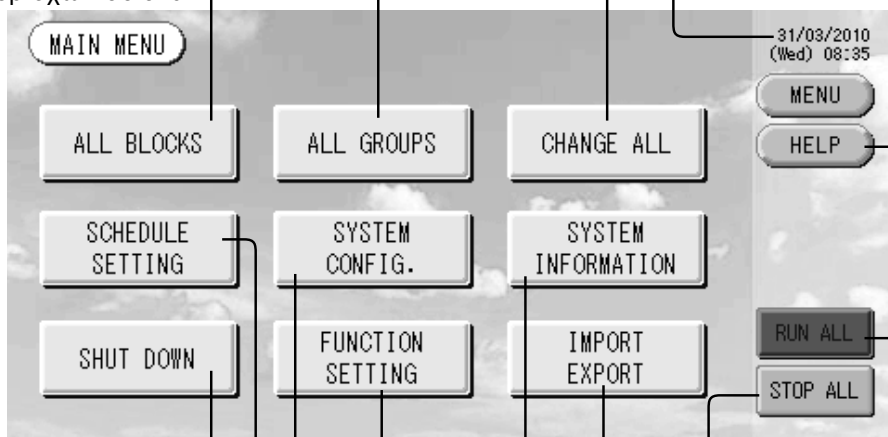 MAIN MENU
31/03/2010
(Wed) 08:35
MENU
ALL BLOCKS
ALL GROUPS
CHANGE ALL
HELP
SCHEDULE
SETTING
SYSTEM
CONFIG.
SYSTEM
INFORMATION
SHUT DOWN
FUNCTION
SETTING
IMPORT
EXPORT
RUN ALL
STOP ALL